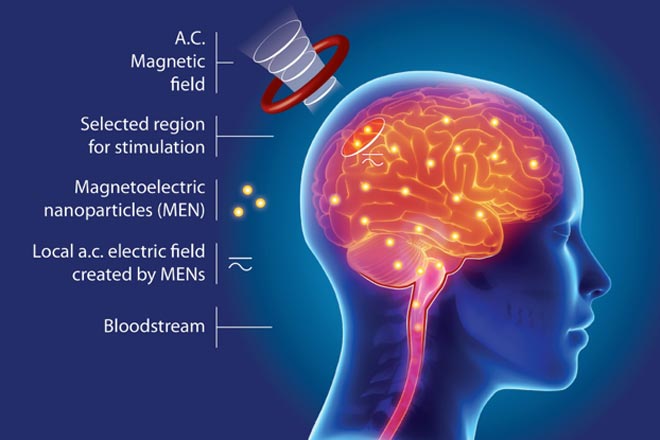 A.C.
Magnetic
field
Selected region
for stimulation
Magnetoelectric
nanoparticles (MEN)
Local a.c. electric field
created by MENs
Bloodstream